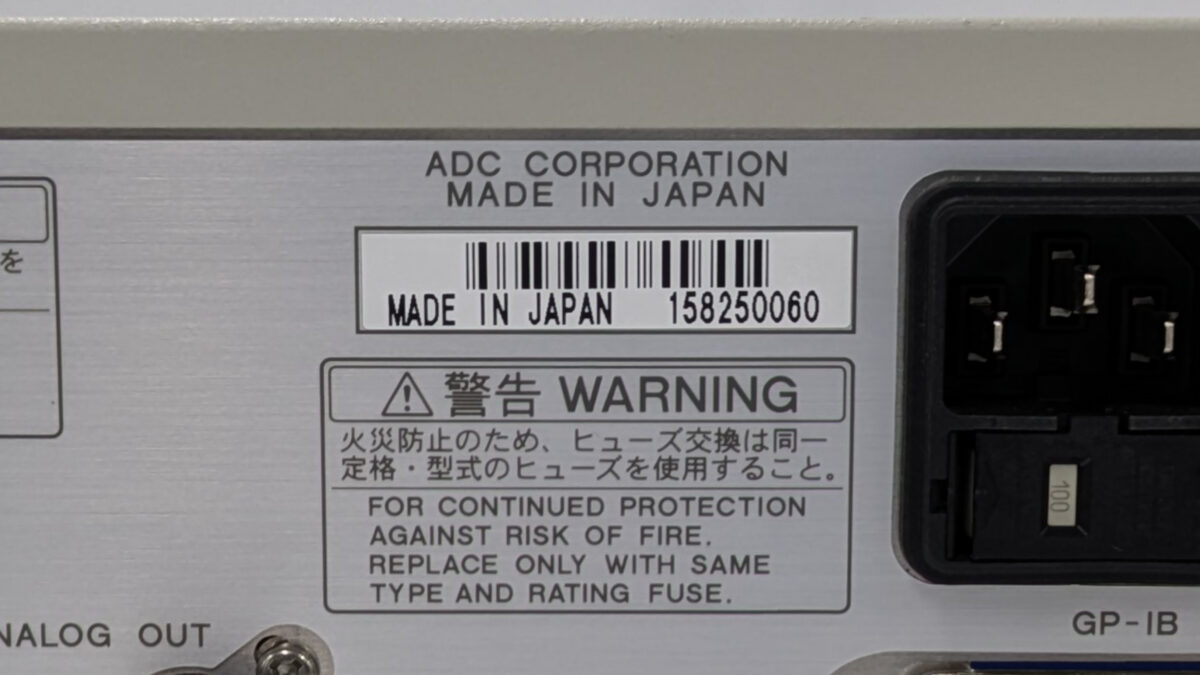 ADC CORPORATION
MADE IN JAPAN
MADE IN JAPAN 158250060
を
⚠ 警告 WARNING
火災防止のため、ヒューズ交換は同一
定格・型式のヒューズを使用すること。
FOR CONTINUED PROTECTION
AGAINST RISK OF FIRE.
REPLACE ONLY WITH SAME
TYPE AND RATING FUSE.
100
NALOG OUT
GP-IB